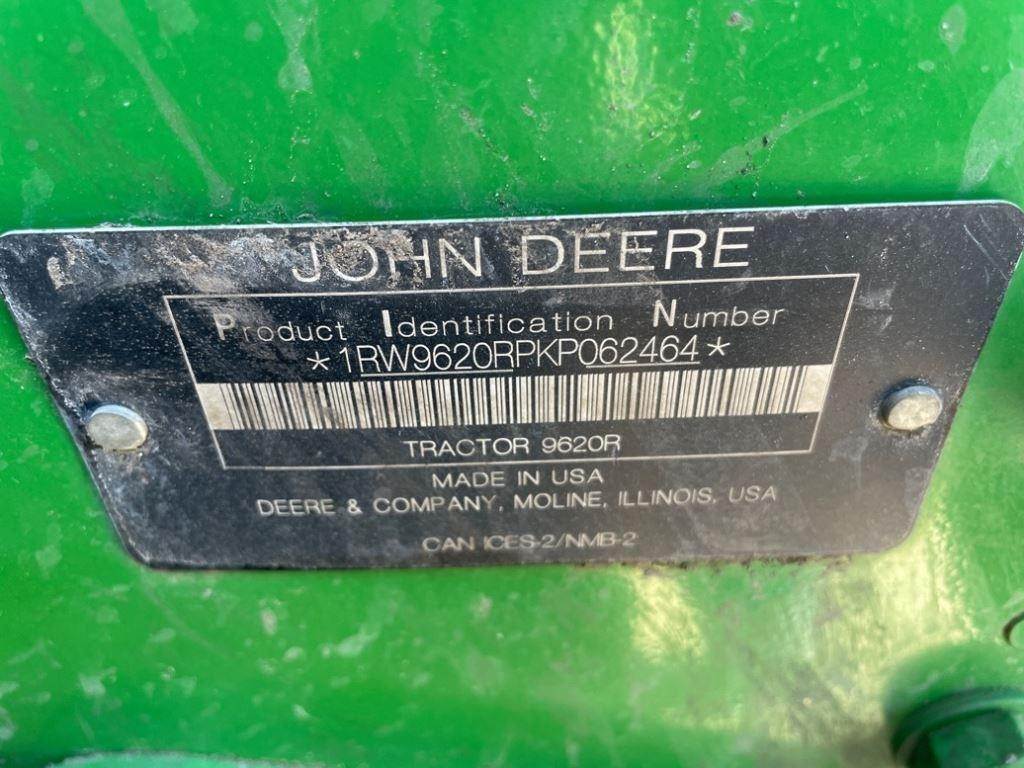 JOHN DEERE
Product Identification Number
*1RW9620RPKP062464*
TRACTOR 9620R
MADE IN USA
DEERE & COMPANY, MOLINE, ILLINOIS, USA
CAN ICES-2/NMB-2